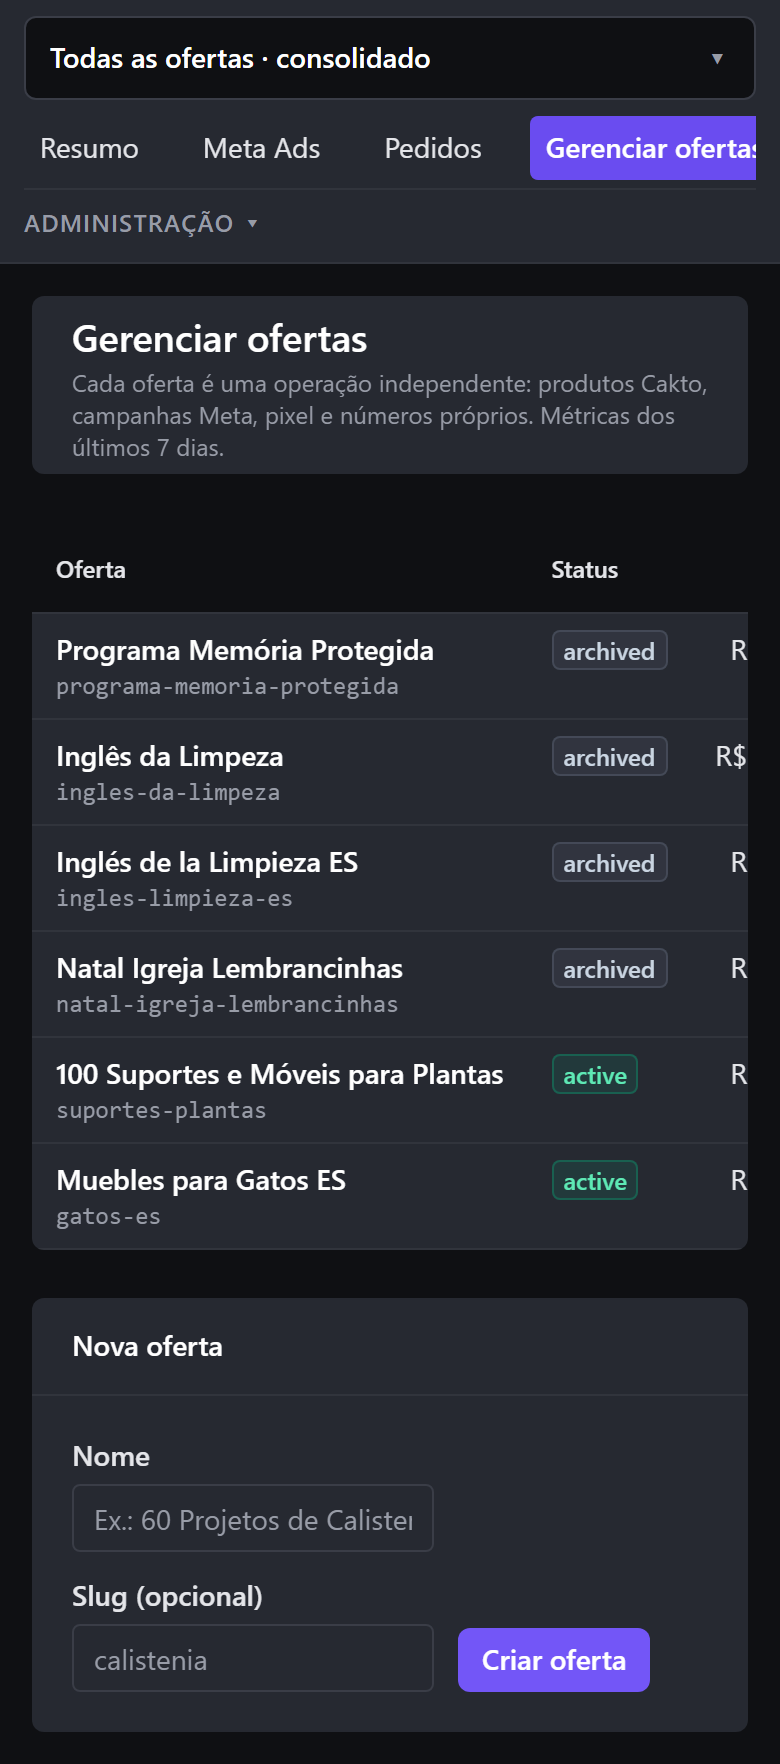 Todas as ofertas · consolidado ▼
Resumo Meta Ads Pedidos Gerenciar ofertas
ADMINISTRAÇÃO ▼
Gerenciar ofertas
Cada oferta é uma operação independente: produtos Cakto,
campanhas Meta, pixel e números próprios. Métricas dos
últimos 7 dias.
Oferta Status
Programa Memória Protegida archived R
programa-memoria-protegida
Inglês da Limpeza archived R$
ingles-da-limpeza
Inglés de la Limpieza ES archived R
ingles-limpieza-es
Natal Igreja Lembrancinhas archived R
natal-igreja-lembrancinhas
100 Suportes e Móveis para Plantas active R
suportes-plantas
Muebles para Gatos ES active R
gatos-es
Nova oferta
Nome
Ex.: 60 Projetos de Calister
Slug (opcional)
calistenia Criar oferta